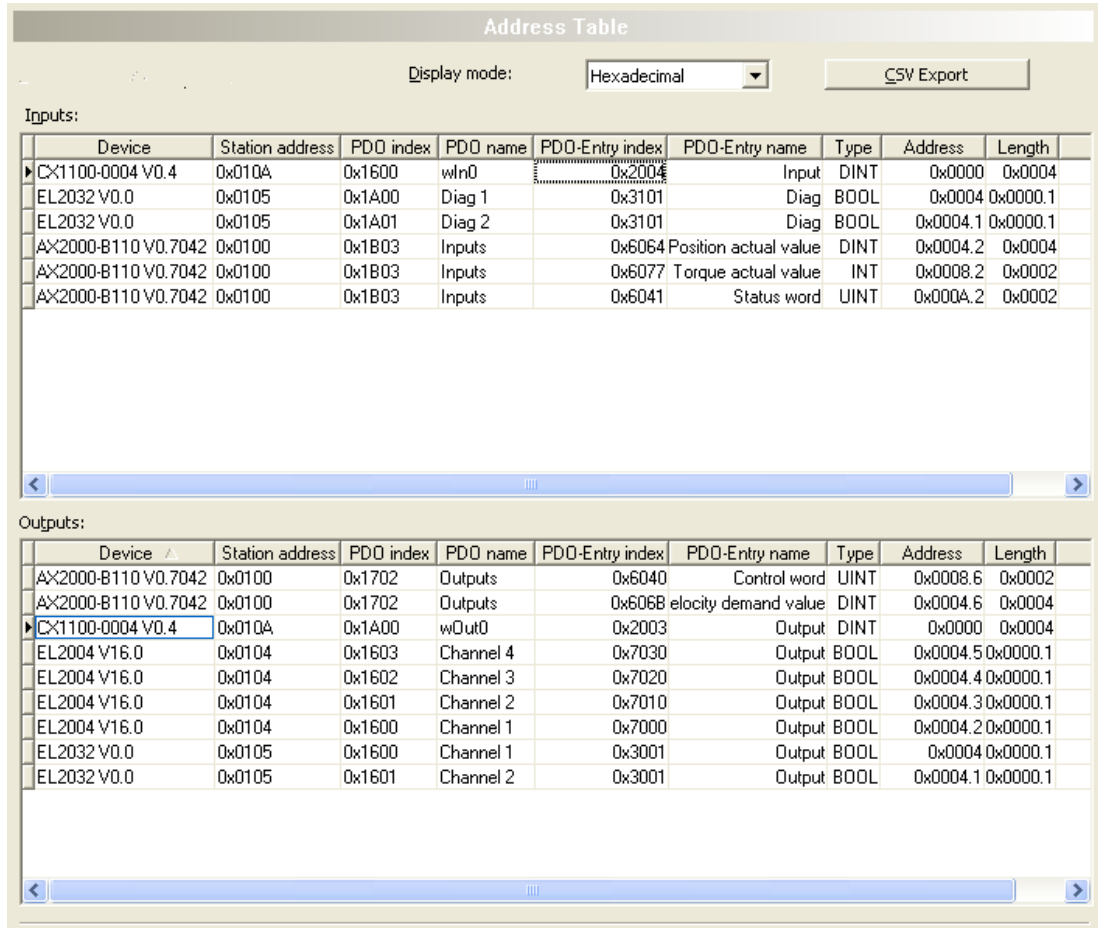 Address Table
Display mode: Hexadecimal CSV Export
Inputs:
Device Station address PDO index PDO name PDO-Entry index PDO-Entry name Type Address Length
CX1100-0004 V0.4 0x010A 0x1600 wIn0 0x2004 Input DINT 0x0000 0x0004
EL2032 V0.0 0x0105 0x1A00 Diag 1 0x3101 Diag BOOL 0x0004 0x0000.1
EL2032 V0.0 0x0105 0x1A01 Diag 2 0x3101 Diag BOOL 0x0004.1 0x0000.1
AX2000-B110 V0.7042 0x0100 0x1B03 Inputs 0x6064 Position actual value DINT 0x0004.2 0x0004
AX2000-B110 V0.7042 0x0100 0x1B03 Inputs 0x6077 Torque actual value INT 0x0008.2 0x0002
AX2000-B110 V0.7042 0x0100 0x1B03 Inputs 0x6041 Status word UINT 0x000A.2 0x0002
Outputs:
Device Station address PDO index PDO name PDO-Entry index PDO-Entry name Type Address Length
AX2000-B110 V0.7042 0x0100 0x1702 Outputs 0x6040 Control word UINT 0x0008.6 0x0002
AX2000-B110 V0.7042 0x0100 0x1702 Outputs 0x606B elocity demand value DINT 0x0004.6 0x0004
CX1100-0004 V0.4 0x010A 0x1A00 wOut0 0x2003 Output DINT 0x0000 0x0004
EL2004 V16.0 0x0104 0x1603 Channel 4 0x7030 Output BOOL 0x0004.5 0x0000.1
EL2004 V16.0 0x0104 0x1602 Channel 3 0x7020 Output BOOL 0x0004.4 0x0000.1
EL2004 V16.0 0x0104 0x1601 Channel 2 0x7010 Output BOOL 0x0004.3 0x0000.1
EL2004 V16.0 0x0104 0x1600 Channel 1 0x7000 Output BOOL 0x0004.2 0x0000.1
EL2032 V0.0 0x0105 0x1600 Channel 1 0x3001 Output BOOL 0x0004 0x0000.1
EL2032 V0.0 0x0105 0x1601 Channel 2 0x3001 Output BOOL 0x0004.1 0x0000.1